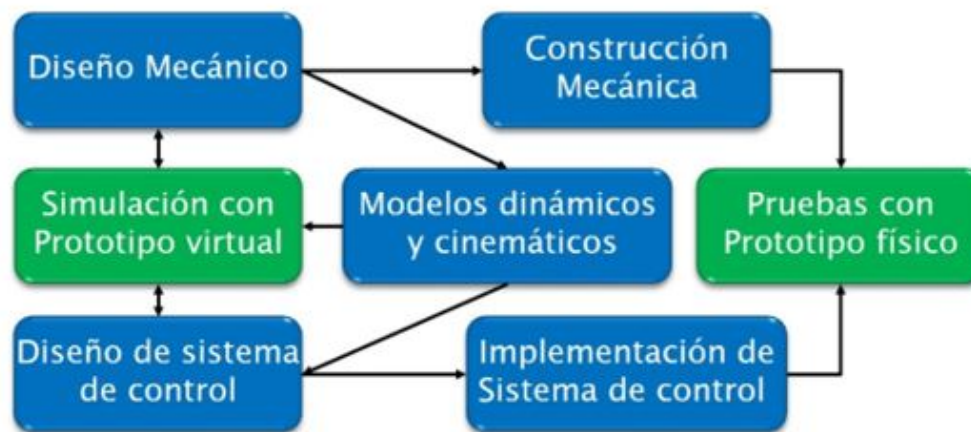 Diseño Mecánico
Construcción
Mecánica
Simulación con
Prototipo virtual
Modelos dinámicos
y cinemáticos
Pruebas con
Prototipo físico
Diseño de sistema
de control
Implementación de
Sistema de control